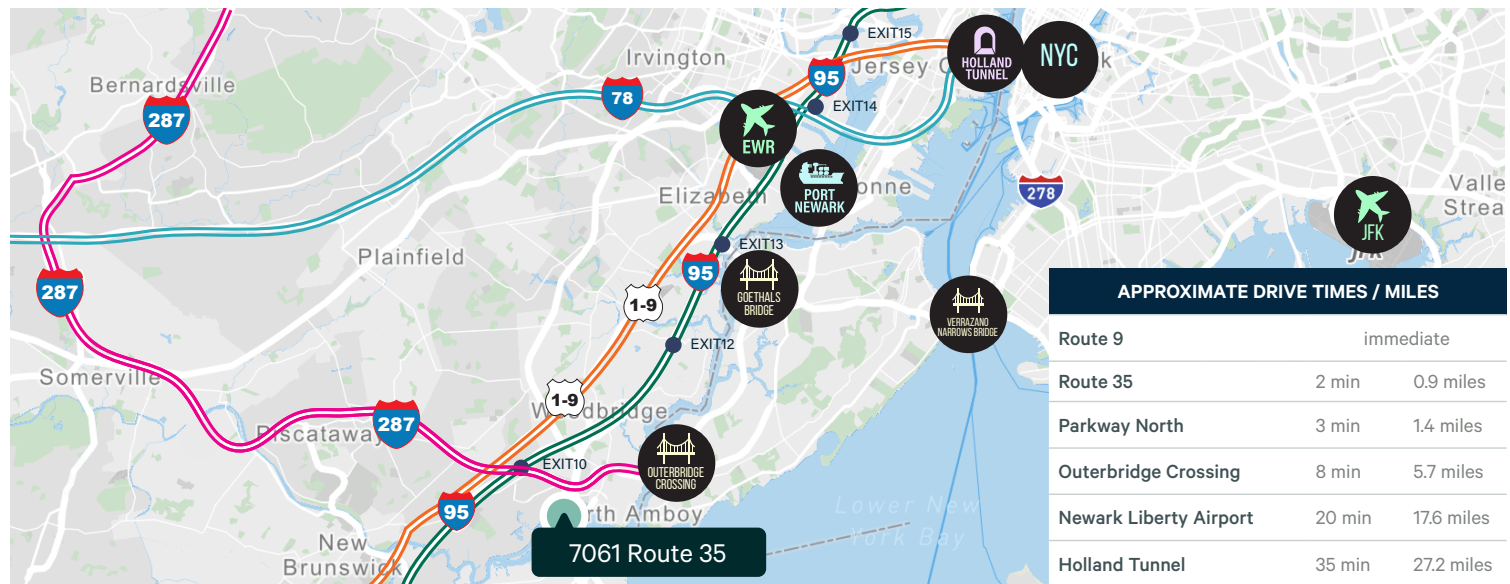 EXIT15
Irvington
HOLLAND
TUNNEL
NYC
Jersey C
k
Bernardsville
95
78
EXIT14
287
EWR
PORT
NEWARK
onne
Elizabeth
278
Valle
Strea
JFK
EXIT13
Plainfield
95
287
GOETHALS
BRIDGE
1-9
VERRAZANO
NARROWS BRIDGE
EXIT12
Somerville
1-9
Woodbridge
287
Piscataway
EXIT10
OUTERBRIDGE
CROSSING
95
rth Amboy
Lower New
York Bay
New
Brunswick
7061 Route 35
APPROXIMATE DRIVE TIMES / MILES
Route 9 immediate
Route 35 2 min 0.9 miles
Parkway North 3 min 1.4 miles
Outerbridge Crossing 8 min 5.7 miles
Newark Liberty Airport 20 min 17.6 miles
Holland Tunnel 35 min 27.2 miles